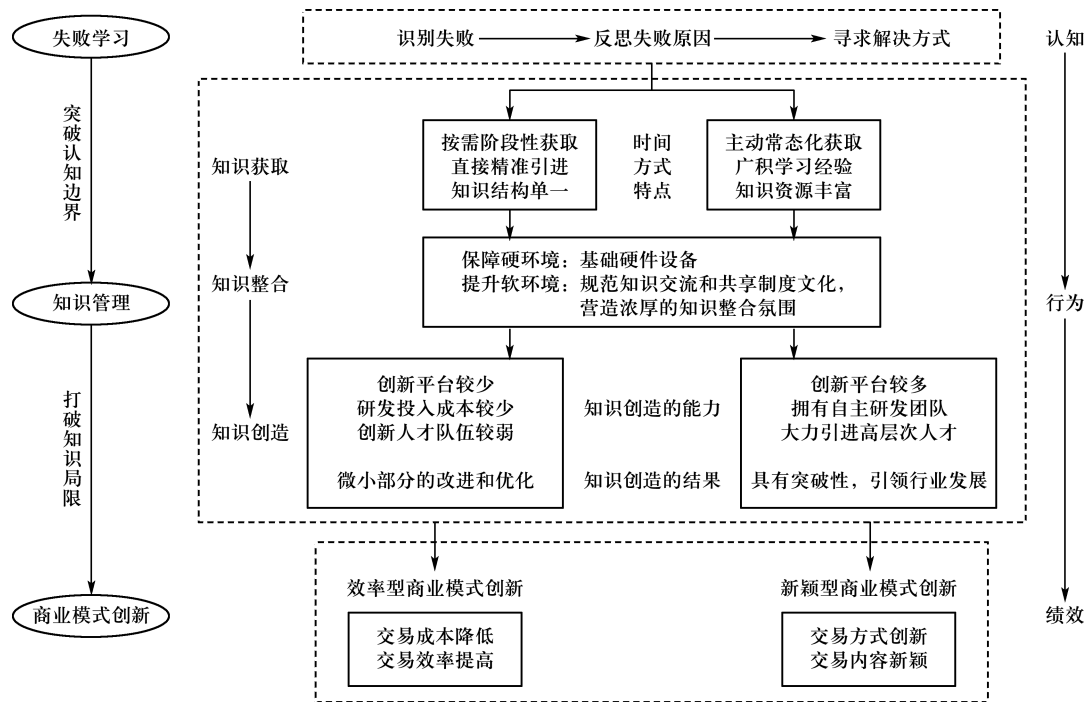 失败学习
识别失败
反思失败原因
寻求解决方式
认知
突破认知边界
知识获取
按需阶段性获取
直接精准引进
知识结构单一
时间
方式
特点
主动常态化获取
广积学习经验
知识资源丰富
知识整合
保障硬环境：基础硬件设备
提升软环境：规范知识交流和共享制度文化，
营造浓厚的知识整合氛围
知识管理
行为
打破知识局限
知识创造
创新平台较少
研发投入成本较少
创新人才队伍较弱
微小部分的改进和优化
知识创造的能力
知识创造的结果
创新平台较多
拥有自主研发团队
大力引进高层次人才
具有突破性，引领行业发展
商业模式创新
效率型商业模式创新
交易成本降低
交易效率提高
新颖型商业模式创新
交易方式创新
交易内容新颖
绩效